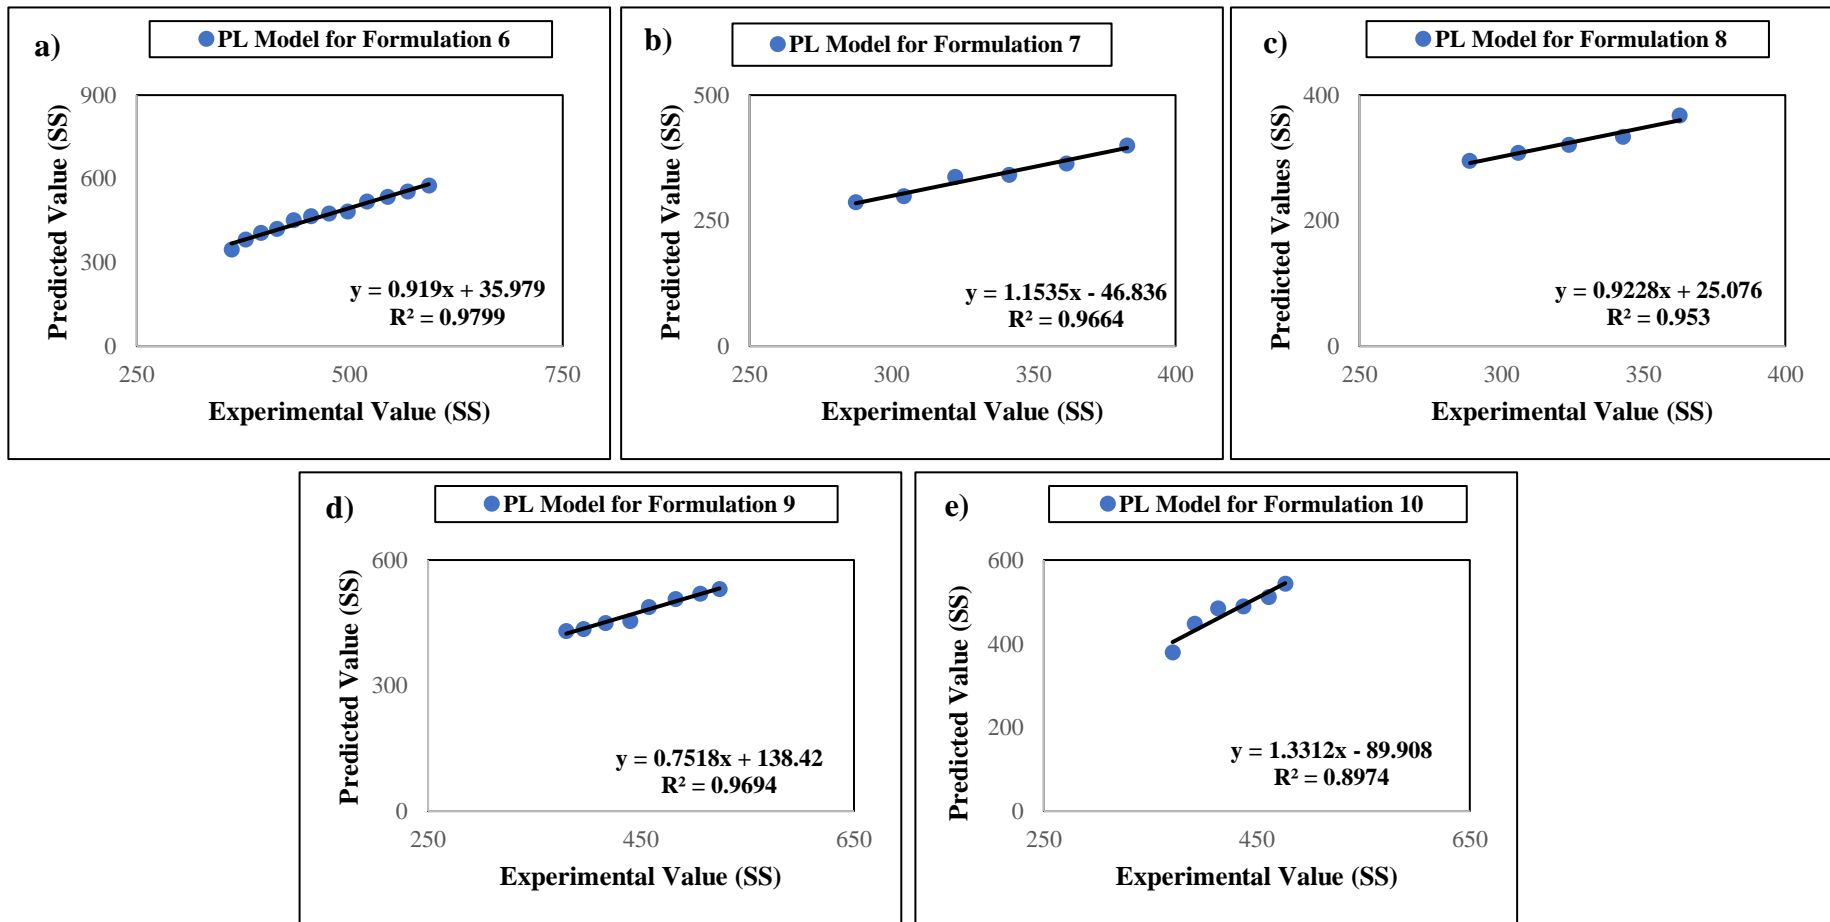 a)
PL Model for Formulation 6
Predicted Value (SS)
900
600
300
0
y = 0.919x + 35.979
R² = 0.9799
250 500 750
Experimental Value (SS)
b)
PL Model for Formulation 7
Predicted Value (SS)
500
250
0
y = 1.1535x - 46.836
R² = 0.9664
250 300 350 400
Experimental Value (SS)
c)
PL Model for Formulation 8
Predicted Values (SS)
400
200
0
y = 0.9228x + 25.076
R² = 0.953
250 300 350 400
Experimental Value (SS)
d)
PL Model for Formulation 9
Predicted Value (SS)
600
300
0
y = 0.7518x + 138.42
R² = 0.9694
250 450 650
Experimental Value (SS)
e)
PL Model for Formulation 10
Predicted Value (SS)
600
400
200
0
y = 1.3312x - 89.908
R² = 0.8974
250 450 650
Experimental Value (SS)